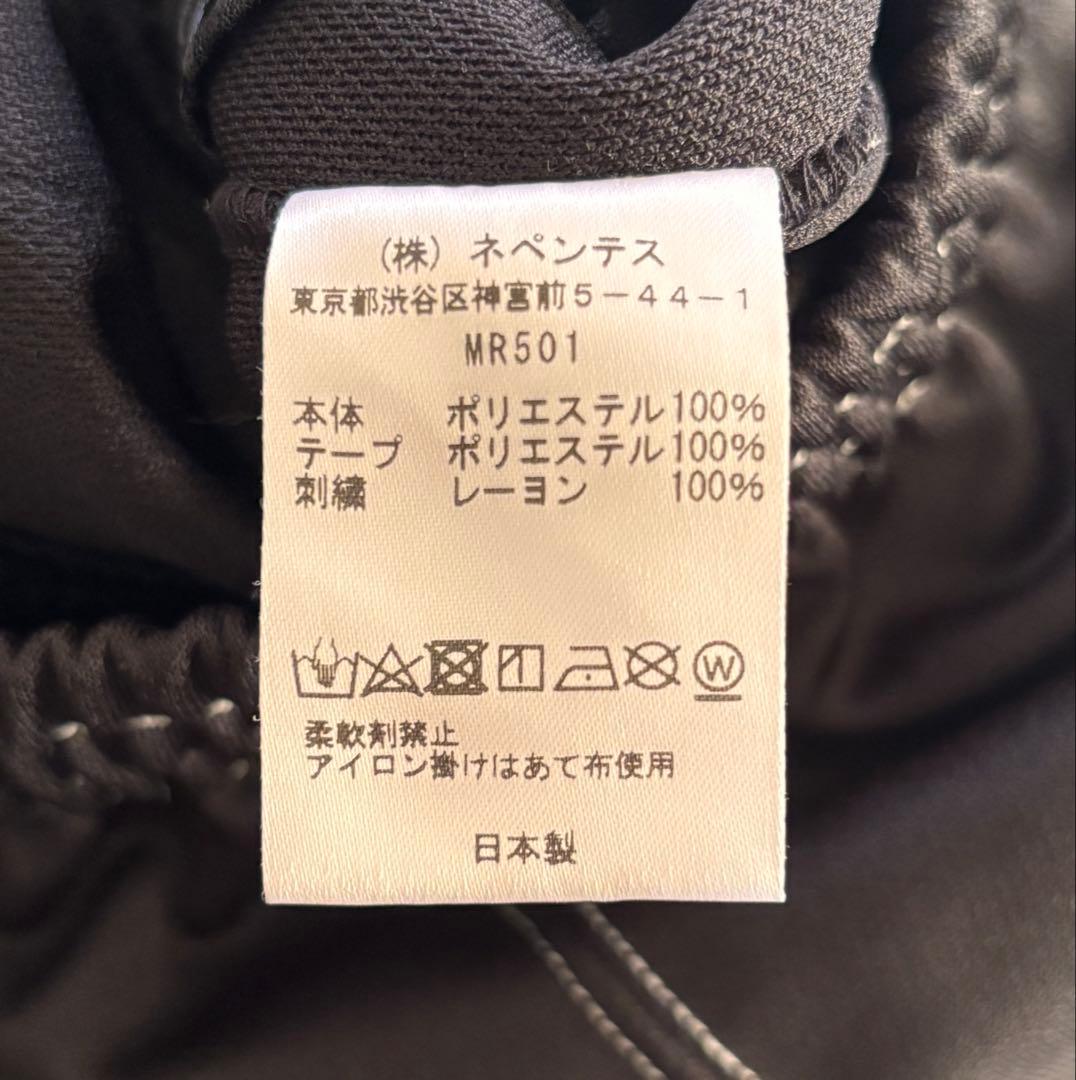 (株) ネペンテス
東京都渋谷区神宮前5-44-1
MR501
本体 ポリエステル100%
テープ ポリエステル100%
刺繍 レーヨン 100%
W
柔軟剤禁止
アイロン掛けはあて布使用
日本製